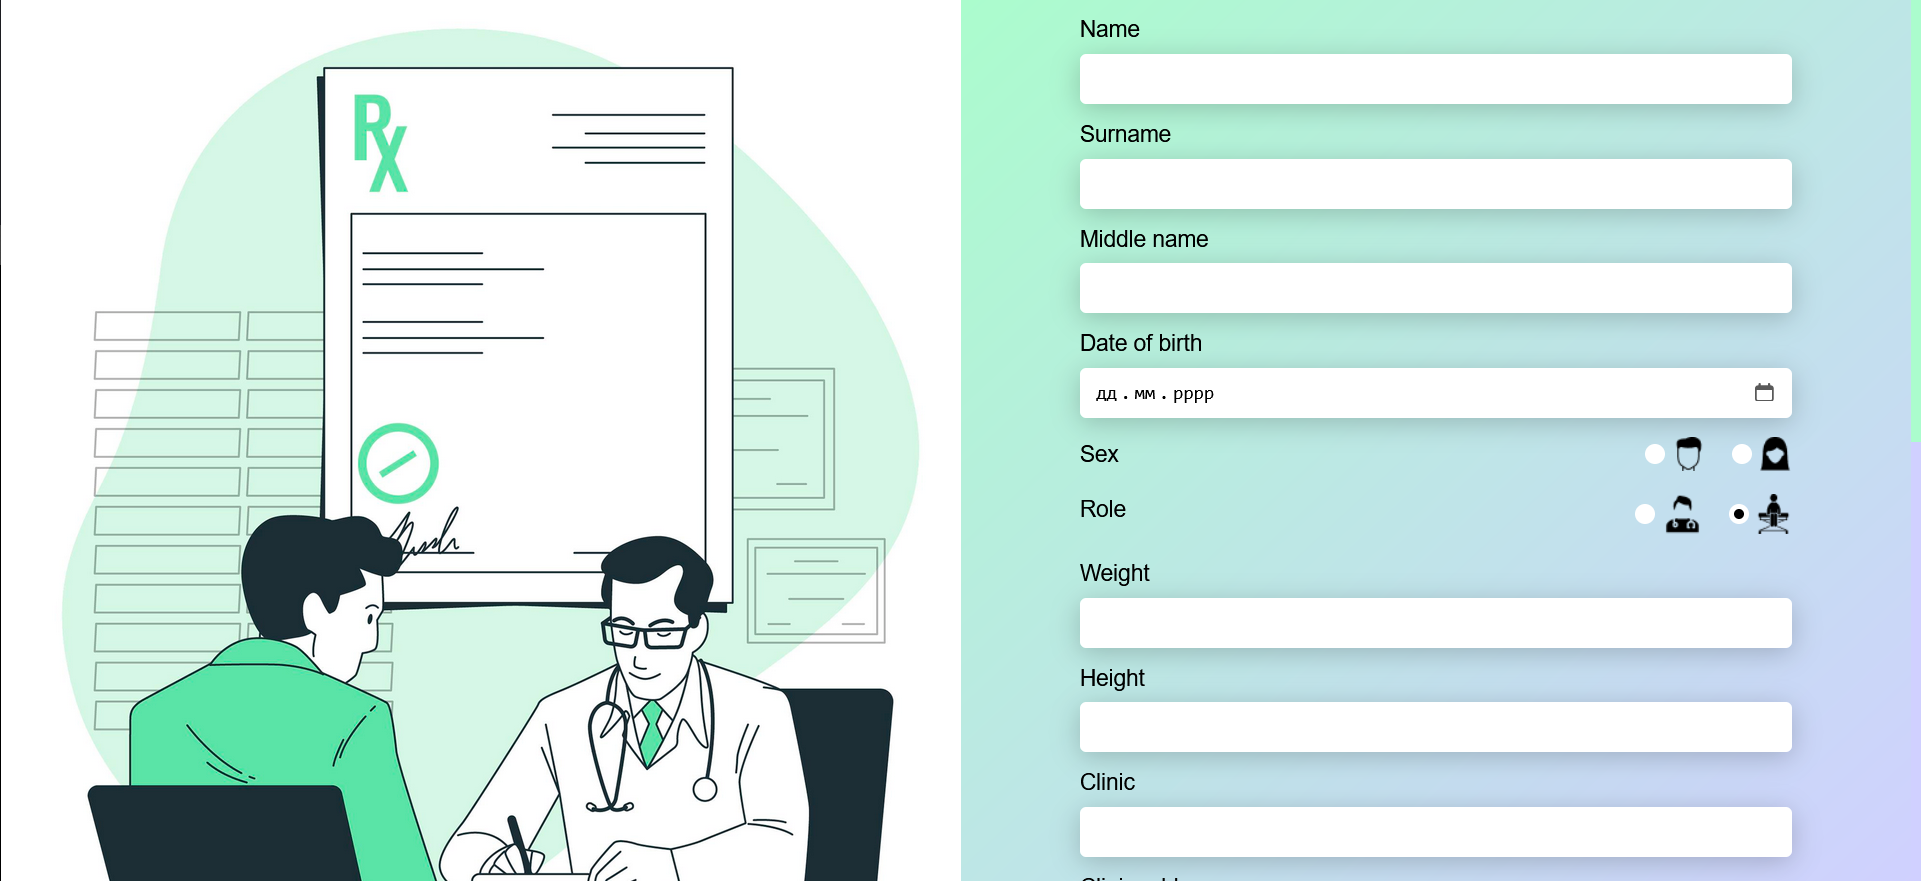 Rx
Name
Surname
Middle name
Date of birth
дд.мм.рррр
Sex
Role
Weight
Height
Clinic